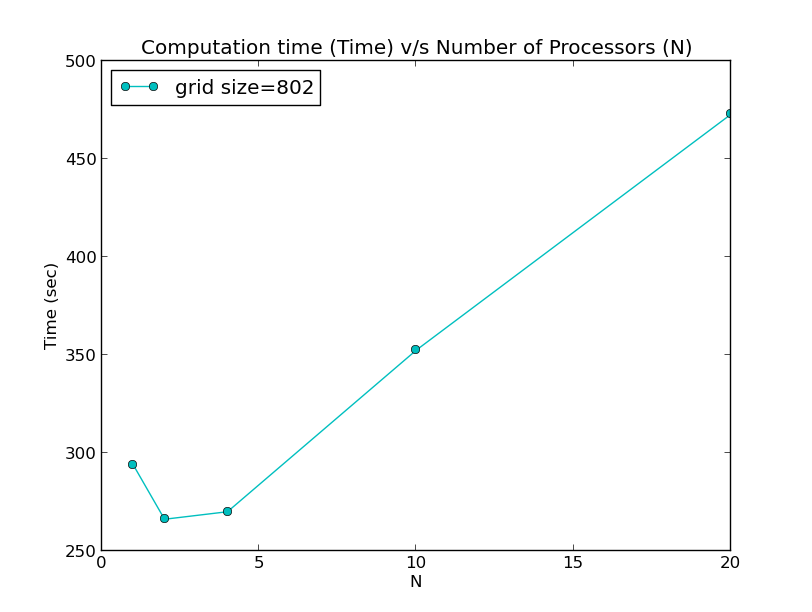 Computation time (Time) v/s Number of Processors (N)
500
grid size=802
450
400
Time (sec)
350
300
250
0 5 10 15 20
N